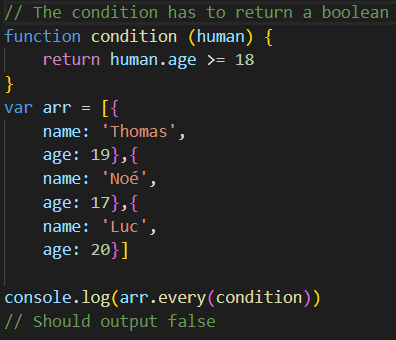 // The condition has to return a boolean
function condition (human) {
    return human.age >= 18
}
var arr = [{
    name: 'Thomas',
    age: 19},{
    name: 'Noé',
    age: 17},{
    name: 'Luc',
    age: 20}]

console.log(arr.every(condition))
// Should output false